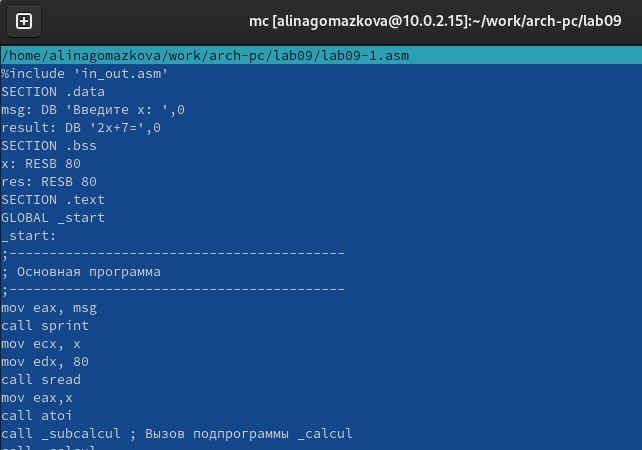 mc [alinagomazkova@10.0.2.15]:~/work/arch-pc/lab09
/home/alinagomazkova/work/arch-pc/lab09/lab09-1.asm
%include 'in_out.asm'
SECTION .data
msg: DB 'Введите x: ',0
result: DB '2x+7=',0
SECTION .bss
x: RESB 80
res: RESB 80
SECTION .text
GLOBAL _start
_start:
;------------------------------------------
; Основная программа
;------------------------------------------
mov eax, msg
call sprint
mov ecx, x
mov edx, 80
call sread
mov eax,x
call atoi
call _subcalcul ; Вызов подпрограммы _calcul